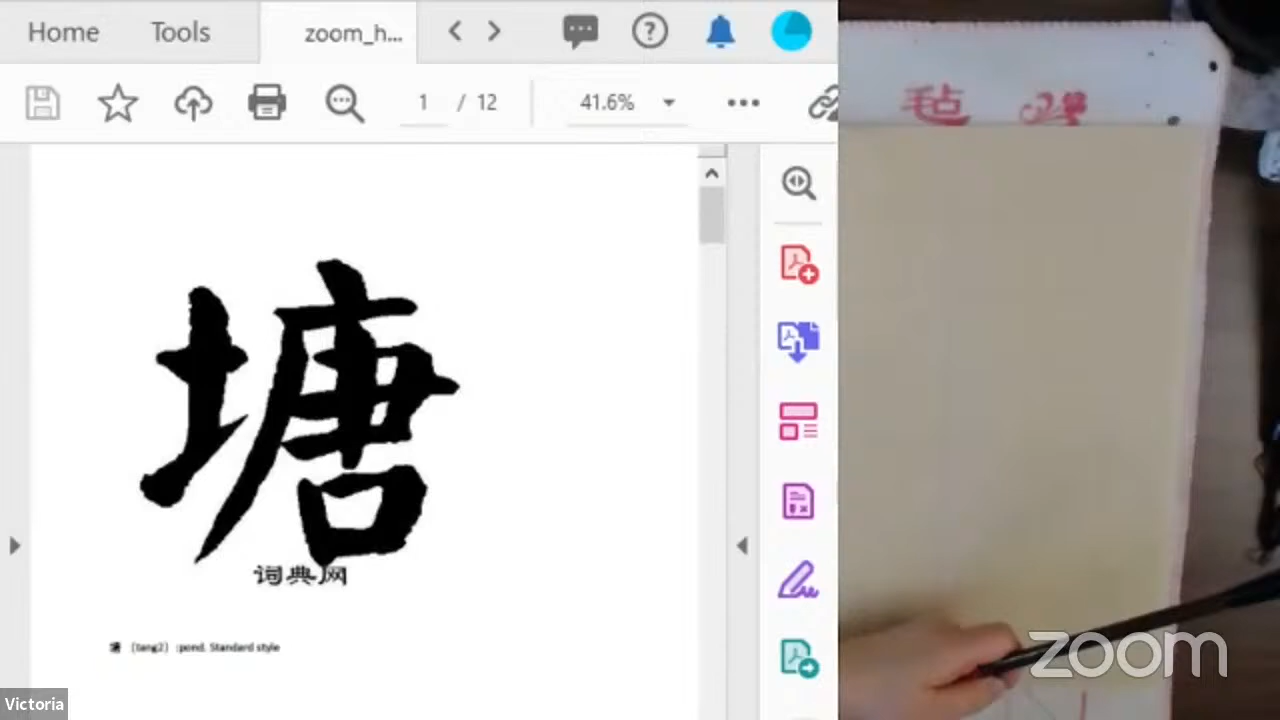 Home Tools zoom_h...
1 / 12 41.6%
塘
词典网
塘 (tang2) :pond. Standard style
毡
zoom
Victoria